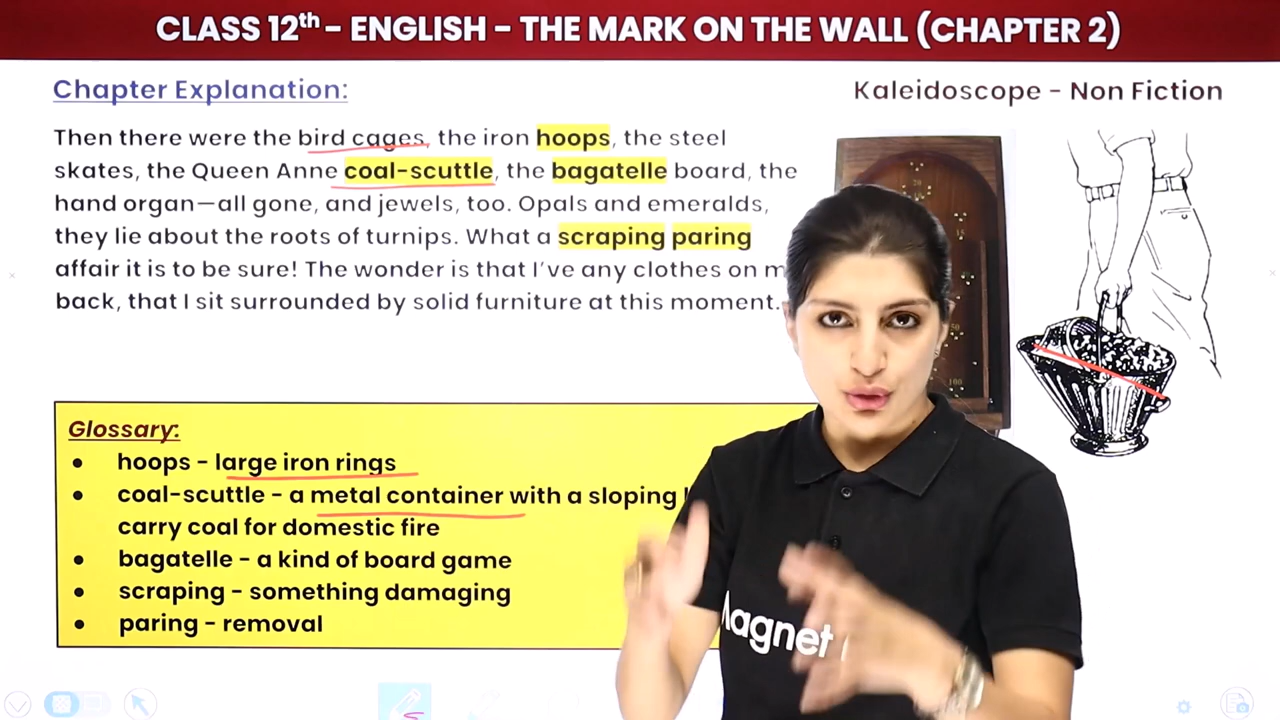 CLASS 12th – ENGLISH – THE MARK ON THE WALL (CHAPTER 2)
Chapter Explanation:
Kaleidoscope - Non Fiction
Then there were the bird cages, the iron hoops, the steel
skates, the Queen Anne coal-scuttle, the bagatelle board, the
hand organ—all gone, and jewels, too. Opals and emeralds,
they lie about the roots of turnips. What a scraping paring
affair it is to be sure! The wonder is that I've any clothes on
back, that I sit surrounded by solid furniture at this moment.
100
Glossary:
● hoops - large iron rings
● coal-scuttle - a metal container with a sloping
carry coal for domestic fire
● bagatelle - a kind of board game
● scraping - something damaging
● paring - removal
Magnet